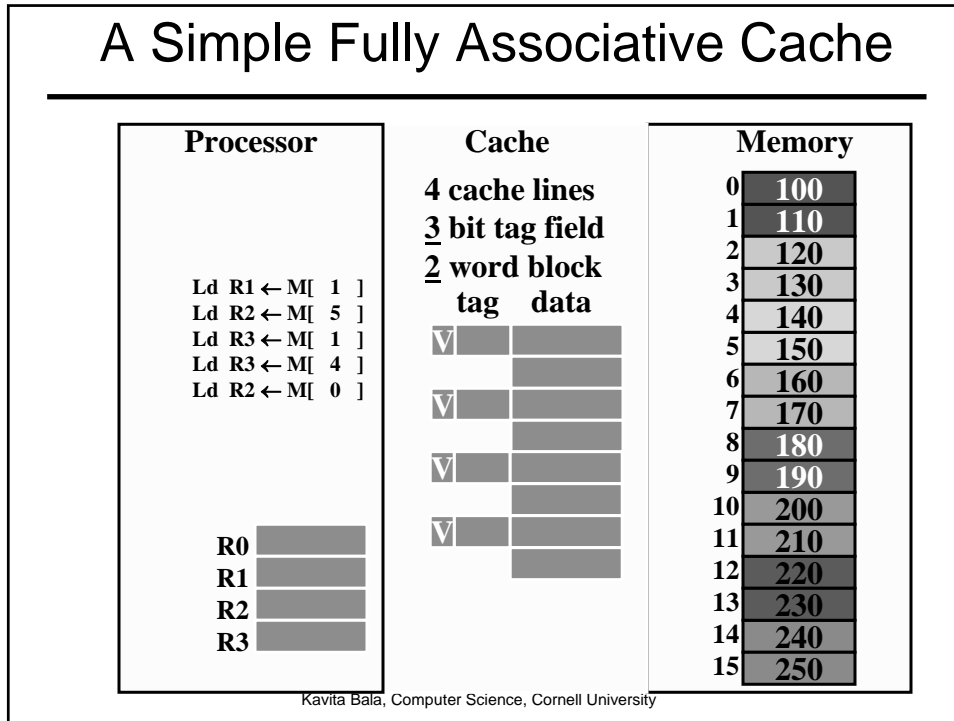 A Simple Fully Associative Cache
Processor
Ld R1 ← M[ 1 ]
Ld R2 ← M[ 5 ]
Ld R3 ← M[ 1 ]
Ld R3 ← M[ 4 ]
Ld R2 ← M[ 0 ]
R0
R1
R2
R3
Cache
4 cache lines
3 bit tag field
2 word block
tag data
V
V
V
V
Memory
0 100
1 110
2 120
3 130
4 140
5 150
6 160
7 170
8 180
9 190
10 200
11 210
12 220
13 230
14 240
15 250
Kavita Bala, Computer Science, Cornell University